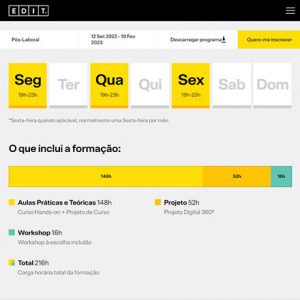 EDIT.
Pós-Laboral
12 Set 2022 - 10 Fev
2023
Descarregar programa
Quero-me inscrever
Seg Ter Qua Qui Sex Sab Dom
19h-23h 19h-23h 19h-23h
*Sexta-feira quando aplicável, normalmente uma Sexta-feira por mês.
O que inclui a formação:
148h 52h 16h
Aulas Práticas e Teóricas 148h
Curso Hands-on + Projeto de Curso
Projeto 52h
Projeto Digital 360º
Workshop 16h
Workshop à escolha incluído
Total 216h
Carga horária total da formação